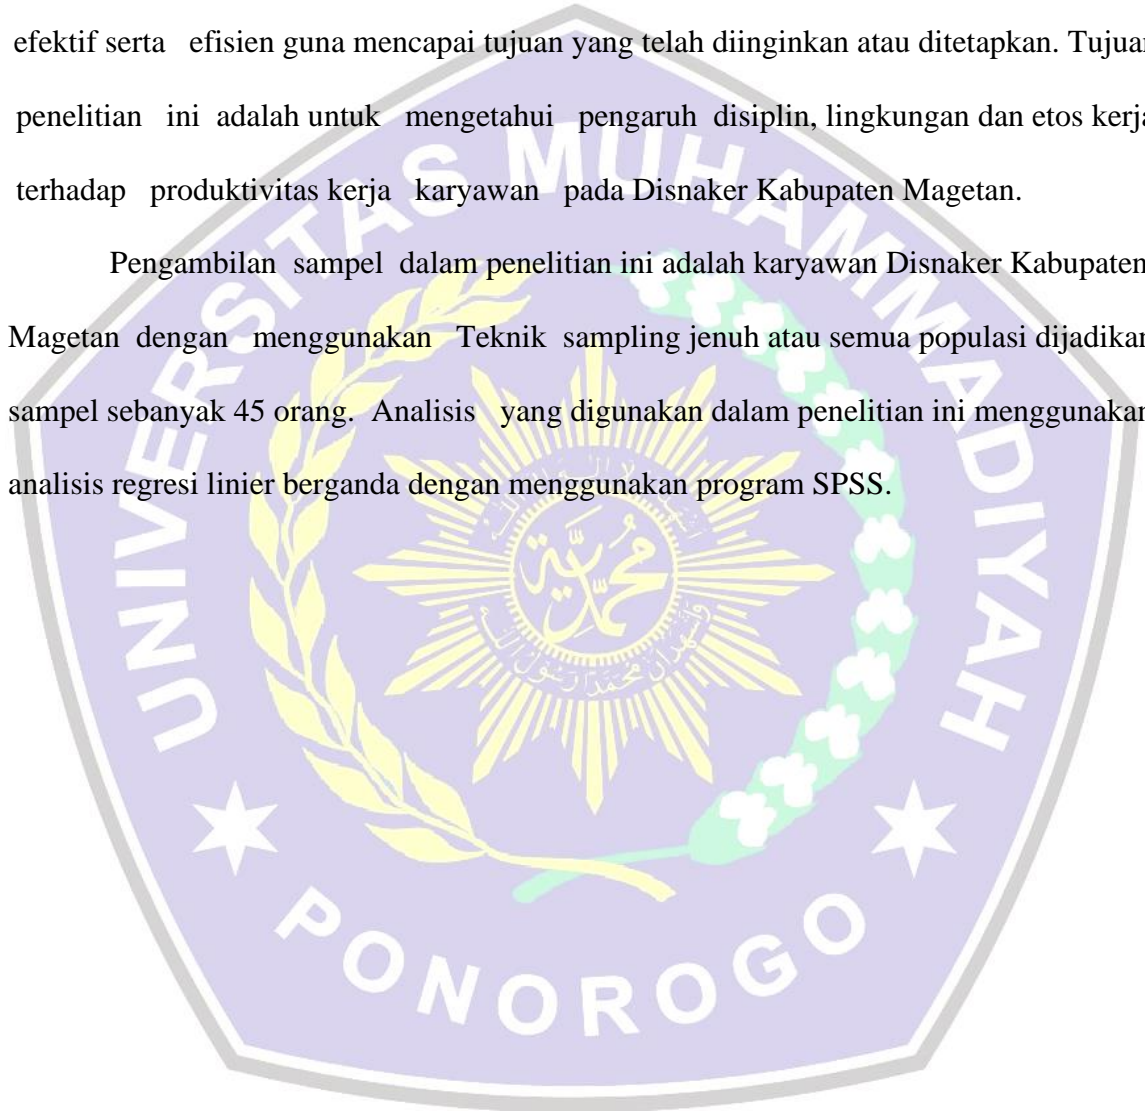 efektif serta efisien guna mencapai tujuan yang telah diinginkan atau ditetapkan. Tujuan
penelitian ini adalah untuk mengetahui pengaruh disiplin, lingkungan dan etos kerja
terhadap produktivitas kerja karyawan pada Disnaker Kabupaten Magetan.
Pengambilan sampel dalam penelitian ini adalah karyawan Disnaker Kabupaten
Magetan dengan menggunakan Teknik sampling jenuh atau semua populasi dijadikan
sampel sebanyak 45 orang. Analisis yang digunakan dalam penelitian ini menggunakan
analisis regresi linier berganda dengan menggunakan program SPSS.
UNIVERSITAS MUHAMMADIYAH
PONOROGO
محمدية